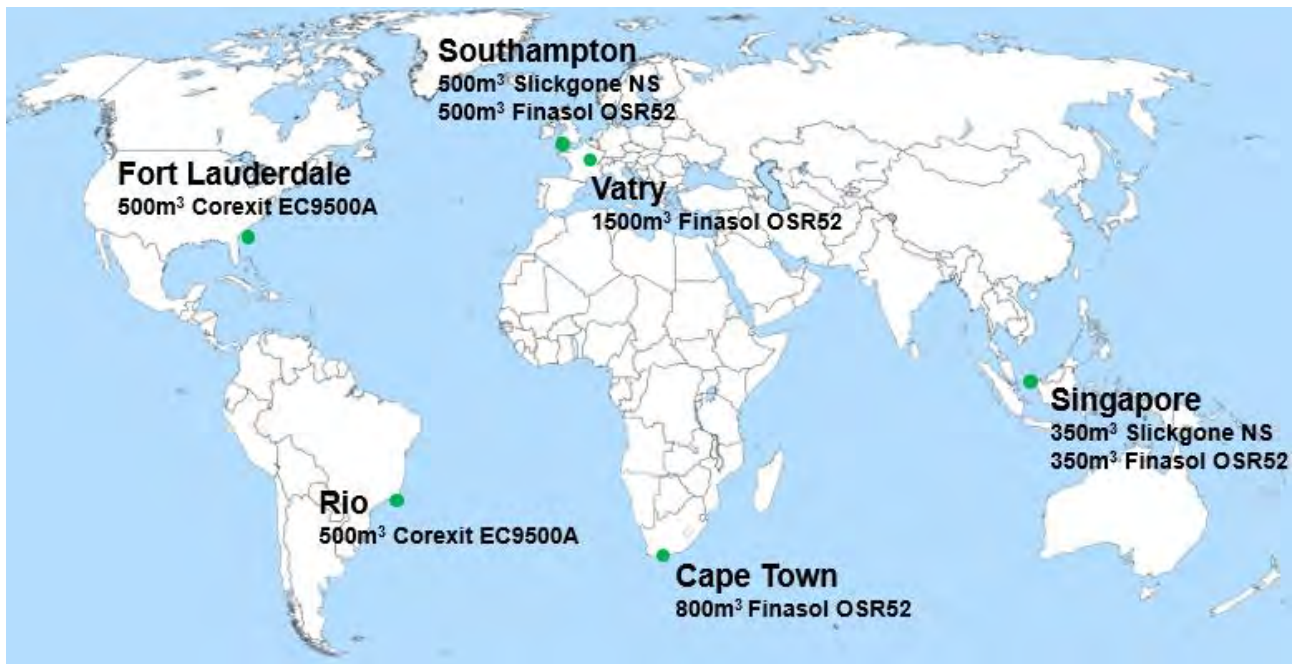 Southampton
500m³ Slickgone NS
500m³ Finasol OSR52
Fort Lauderdale
500m³ Corexit EC9500A
Vatry
1500m³ Finasol OSR52
Singapore
350m³ Slickgone NS
350m³ Finasol OSR52
Rio
500m³ Corexit EC9500A
Cape Town
800m³ Finasol OSR52